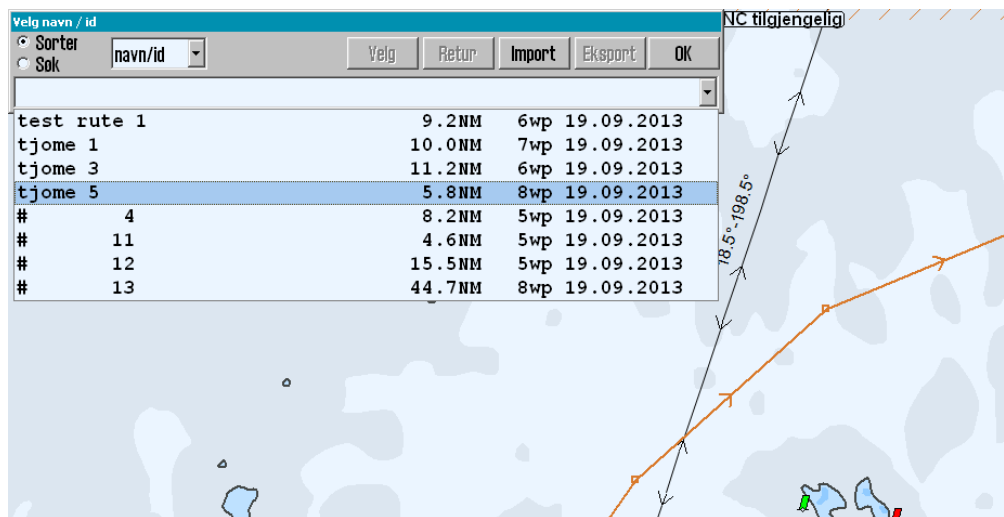 Velg navn / id
NC tilgjengelig
Sorter
Søk
navn/id
Velg
Retur
Import
Eksport
OK
test rute 1 9.2NM 6wp 19.09.2013
tjome 1 10.0NM 7wp 19.09.2013
tjome 3 11.2NM 6wp 19.09.2013
tjome 5 5.8NM 8wp 19.09.2013
# 4 8.2NM 5wp 19.09.2013
# 11 4.6NM 5wp 19.09.2013
# 12 15.5NM 5wp 19.09.2013
# 13 44.7NM 8wp 19.09.2013
18.5°-198.5°